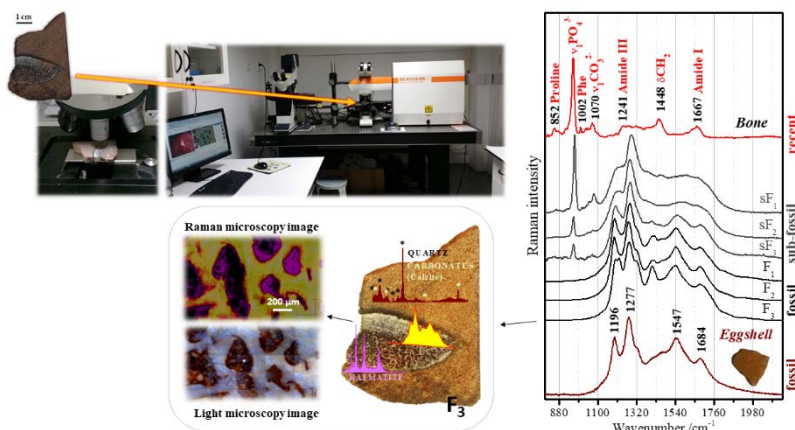 1 cm
852 Proline
ν₁PO₄³⁻
1002 Phe
1070 ν₁CO₃²⁻
1241 Amide III
1448 δCH₂
1667 Amide I
Bone
recent
Raman intensity
sF₁
sF₂
sF₃
sub-fossil
F₁
F₂
F₃
fossil
1196
1277
1547
1684
Eggshell
fossil
880 1100 1320 1540 1760 1980
Wavenumber /cm⁻¹
Raman microscopy image
200 µm
Light microscopy image
*
QUARTZ
CARBONATES
(Calcite)
HAEMATITE
F₃